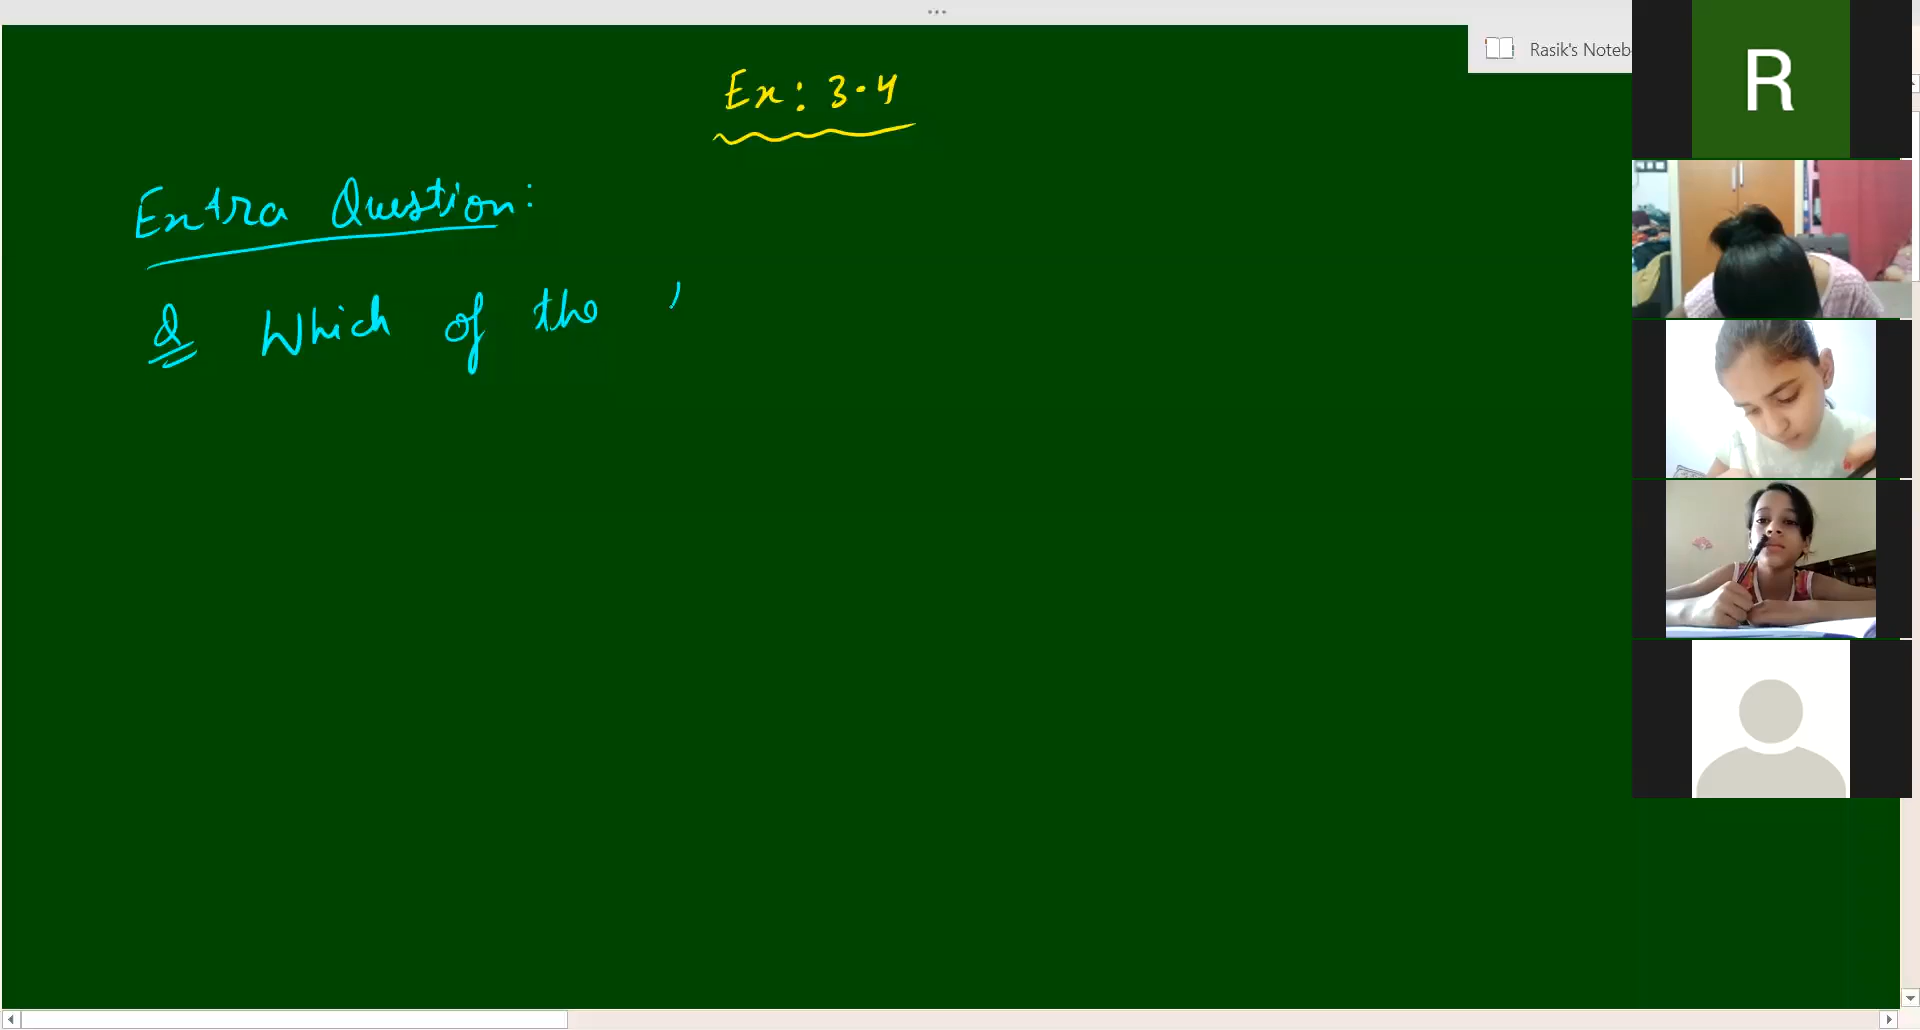 Ex: 3.4
Rasik's Noteb
R
Extra Question:
Q Which of the